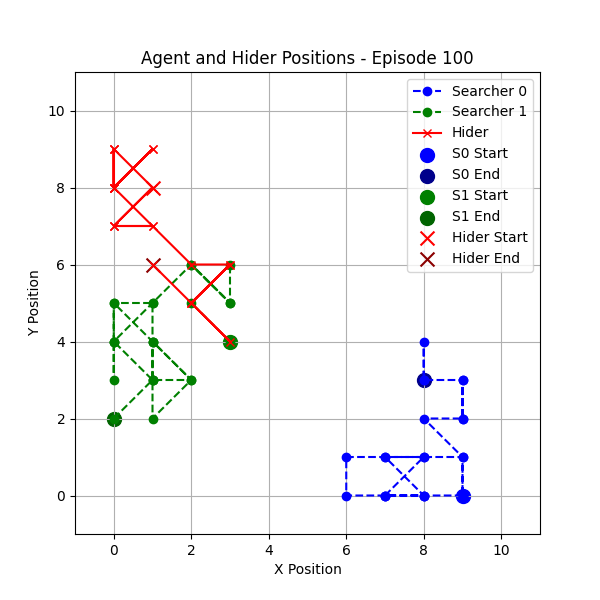 Agent and Hider Positions - Episode 100
Searcher 0
Searcher 1
Hider
S0 Start
S0 End
S1 Start
S1 End
Hider Start
Hider End
Y Position
10
8
6
4
2
0
0 2 4 6 8 10
X Position